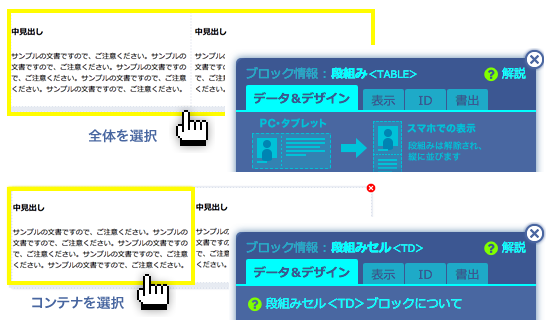 中見出し
中見出し
サンプルの文書ですので、ご注意ください。サンプルの
文書ですので、ご注意ください。サンプルの文書ですの
で、ご注意ください。サンプルの文書ですので、ご注意
ください。サンプルの文書ですので、ご注意ください。
サンプルの文
文書ですので
で、ご注意く
ください。サ
全体を選択
ブロック情報：段組み<TABLE>
? 解説
データ&デザイン
表示
ID
書出
PC・タブレット
スマホでの表示
段組みは解除され、
縦に並びます
中見出し
中見出し
サンプルの文書ですので、ご注意ください。サンプルの
文書ですので、ご注意ください。サンプルの文書ですの
で、ご注意ください。サンプルの文書ですので、ご注意
ください。サンプルの文書ですので、ご注意ください。
サンプルの文
文書ですので
で、ご注意く
ください。サ
コンテナを選択
ブロック情報：段組みセル<TD>
? 解説
データ&デザイン
表示
ID
書出
? 段組みセル<TD>ブロックについて